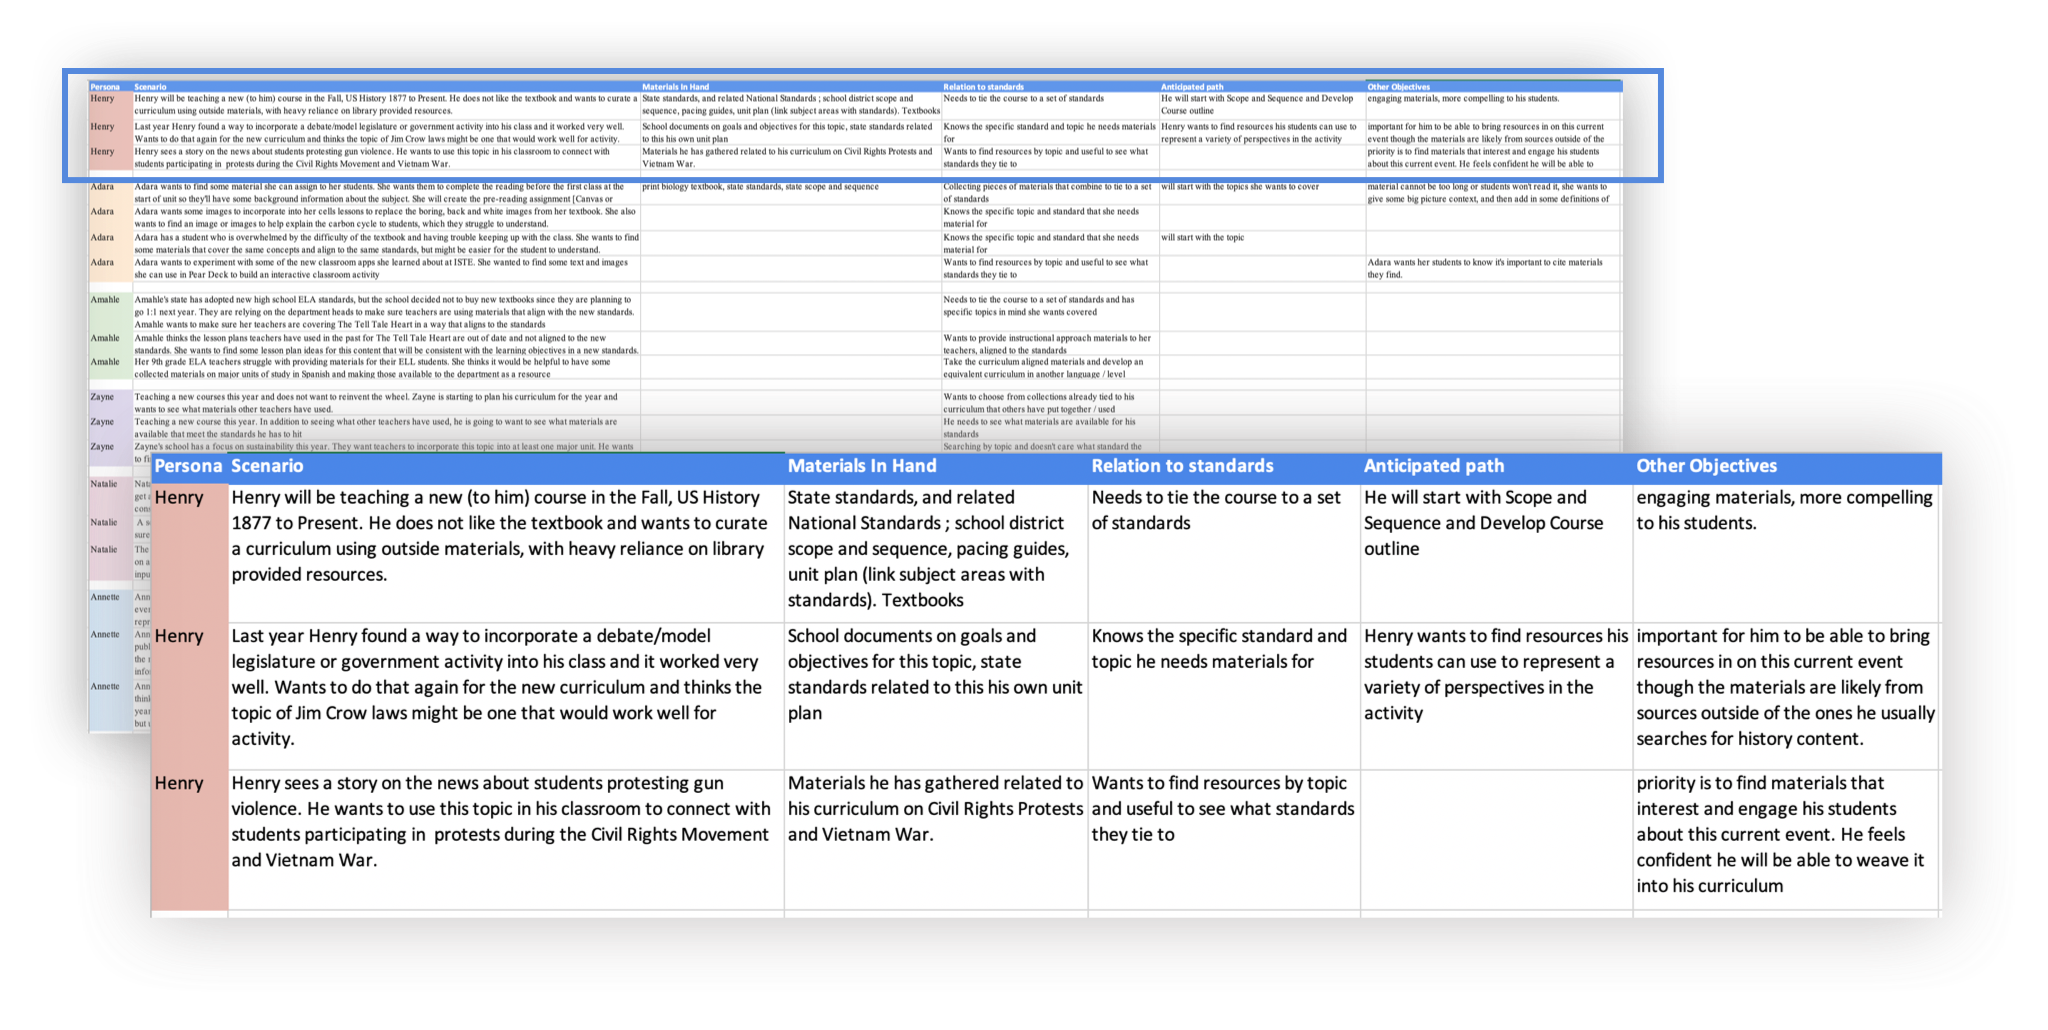 Persona Scenario Materials In Hand Relation to standards Anticipated path Other Objectives
Henry
Henry will be teaching a new (to him) course in the Fall, US History 1877 to Present. He does not like the textbook and wants to curate a
curriculum using outside materials, with heavy reliance on library provided resources.
State standards, and related National Standards ; school district scope and
sequence, pacing guides, unit plan (link subject areas with standards). Textbooks
Needs to tie the course to a set of standards
He will start with Scope and Sequence and Develop
Course outline
engaging materials, more compelling to his students.
Henry
Last year Henry found a way to incorporate a debate/model legislature or government activity into his class and it worked very well.
Wants to do that again for the new curriculum and thinks the topic of Jim Crow laws might be one that would work well for activity.
School documents on goals and objectives for this topic, state standards related
to this his own unit plan
Knows the specific standard and topic he needs materials
for
Henry wants to find resources his students can use to
represent a variety of perspectives in the activity
important for him to be able to bring resources in on this current
event though the materials are likely from sources outside of the
Henry
Henry sees a story on the news about students protesting gun violence. He wants to use this topic in his classroom to connect with
students participating in protests during the Civil Rights Movement and Vietnam War.
Materials he has gathered related to his curriculum on Civil Rights Protests and
Vietnam War.
Wants to find resources by topic and useful to see what
standards they tie to
priority is to find materials that interest and engage his students
about this current event. He feels confident he will be able to
Adara
Adara wants to find some material she can assign to her students. She wants them to complete the reading before the first class at the
start of unit so they'll have some background information about the subject. She will create the pre-reading assignment [Canvas or
print biology textbook, state standards, state scope and sequence
Collecting pieces of materials that combine to tie to a set
of standards
will start with the topics she wants to cover
material cannot be too long or students won't read it, she wants to
give some big picture context, and then add in some definitions of
Adara
Adara wants some images to incorporate into her cells lessons to replace the boring, back and white images from her textbook. She also
wants to find an image or images to help explain the carbon cycle to students, which they struggle to understand.
Knows the specific topic and standard that she needs
material for
Adara
Adara has a student who is overwhelmed by the difficulty of the textbook and having trouble keeping up with the class. She wants to find
some materials that cover the same concepts and align to the same standards, but might be easier for the student to understand.
Knows the specific topic and standard that she needs
material for
will start with the topic
Adara
Adara wants to experiment with some of the new classroom apps she learned about at ISTE. She wanted to find some text and images
she can use in Pear Deck to build an interactive classroom activity
Wants to find resources by topic and useful to see what
standards they tie to
Adara wants her students to know it's important to cite materials
they find.
Amahle
Amahle's state has adopted new high school ELA standards, but the school decided not to buy new textbooks since they are planning to
go 1:1 next year. They are relying on the department heads to make sure teachers are using materials that align with the new standards.
Amahle wants to make sure her teachers are covering The Tell Tale Heart in a way that aligns to the standards
Needs to tie the course to a set of standards and has
specific topics in mind she wants covered
Amahle
Amahle thinks the lesson plans teachers have used in the past for The Tell Tale Heart are out of date and not aligned to the new
standards. She wants to find some lesson plan ideas for this content that will be consistent with the learning objectives in a new standards.
Wants to provide instructional approach materials to her
teachers, aligned to the standards
Amahle
Her 9th grade ELA teachers struggle with providing materials for their ELL students. She thinks it would be helpful to have some
collected materials on major units of study in Spanish and making those available to the department as a resource
Take the curriculum aligned materials and develop an
equivalent curriculum in another language / level
Zayne
Teaching a new courses this year and does not want to reinvent the wheel. Zayne is starting to plan his curriculum for the year and
wants to see what materials other teachers have used.
Wants to choose from collections already tied to his
curriculum that others have put together / used
Zayne
Teaching a new course this year. In addition to seeing what other teachers have used, he is going to want to see what materials are
available that meet the standards he has to hit
He needs to see what materials are available for his
standards
Zayne
Zayne's school has a focus on sustainability this year. They want teachers to incorporate this topic into at least one major unit. He wants
to fi
Searching by topic and doesn't care what standard the
Natalie
Natalie
Natalie
Annette
Annette
Annette
Persona Scenario Materials In Hand Relation to standards Anticipated path Other Objectives
Henry
Henry will be teaching a new (to him) course in the Fall, US History
1877 to Present. He does not like the textbook and wants to curate
a curriculum using outside materials, with heavy reliance on library
provided resources.
State standards, and related
National Standards ; school district
scope and sequence, pacing guides,
unit plan (link subject areas with
standards). Textbooks
Needs to tie the course to a set
of standards
He will start with Scope and
Sequence and Develop Course
outline
engaging materials, more compelling
to his students.
Henry
Last year Henry found a way to incorporate a debate/model
legislature or government activity into his class and it worked very
well. Wants to do that again for the new curriculum and thinks the
topic of Jim Crow laws might be one that would work well for
activity.
School documents on goals and
objectives for this topic, state
standards related to this his own unit
plan
Knows the specific standard and
topic he needs materials for
Henry wants to find resources his
students can use to represent a
variety of perspectives in the
activity
important for him to be able to bring
resources in on this current event
though the materials are likely from
sources outside of the ones he usually
searches for history content.
Henry
Henry sees a story on the news about students protesting gun
violence. He wants to use this topic in his classroom to connect with
students participating in  protests during the Civil Rights Movement
and Vietnam War.
Materials he has gathered related to
his curriculum on Civil Rights Protests
and Vietnam War.
Wants to find resources by topic
and useful to see what standards
they tie to
priority is to find materials that
interest and engage his students
about this current event. He feels
confident he will be able to weave it
into his curriculum